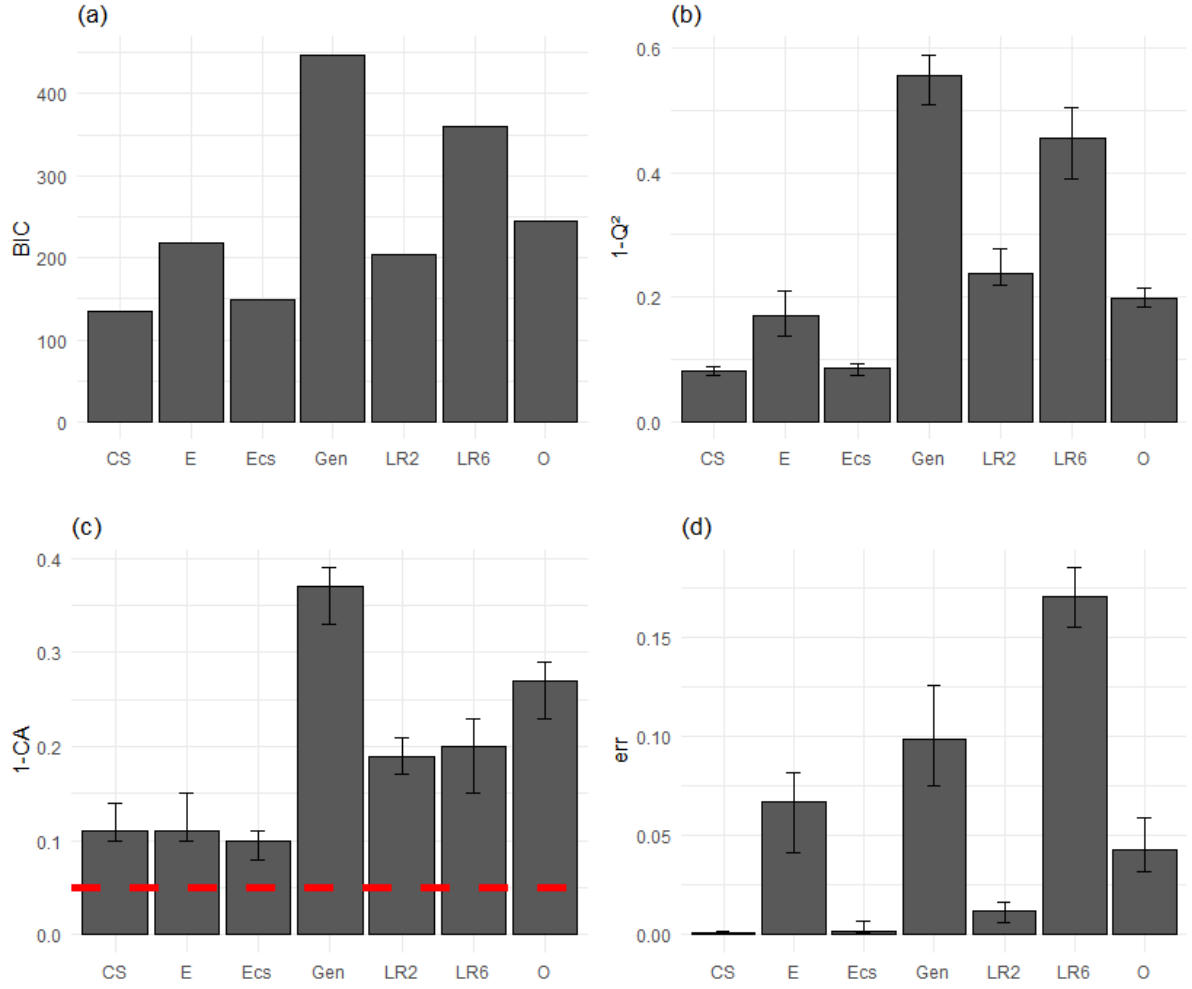 (a)
BIC
400
300
200
100
0
CS E Ecs Gen LR2 LR6 O
(b)
1-Q²
0.6
0.4
0.2
0.0
CS E Ecs Gen LR2 LR6 O
(c)
1-CA
0.4
0.3
0.2
0.1
0.0
CS E Ecs Gen LR2 LR6 O
(d)
err
0.15
0.10
0.05
0.00
CS E Ecs Gen LR2 LR6 O